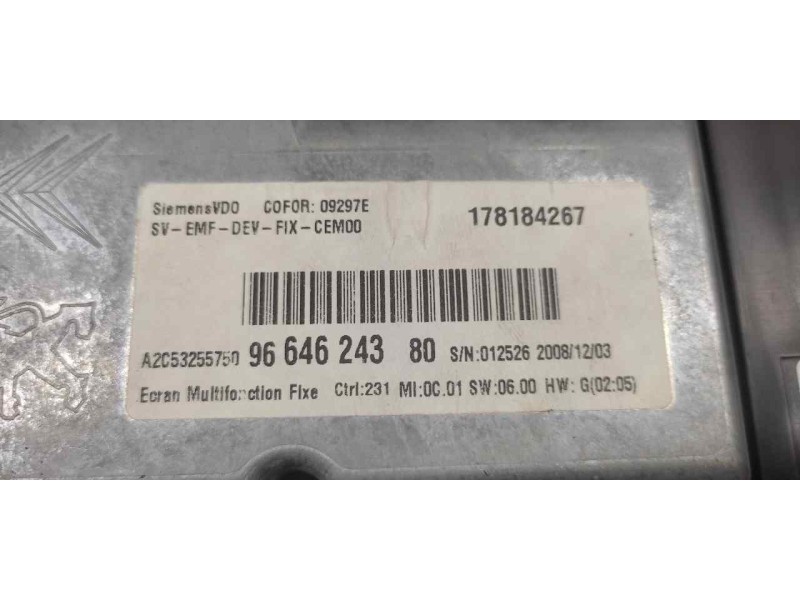 SiemensVDO COFOR: 09297E 178184267
SV-EMF-DEV-FIX-CEM00
A2C53255750 96 646 243 80 S/N:012526 2008/12/03
Ecran Multifonction Fixe Ctrl:231 MI:0C.01 SW:06.00 HW: G(02:05)